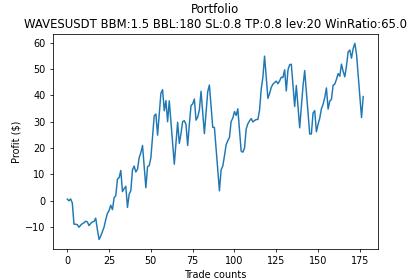 Portfolio
WAVESUSDT BBM:1.5 BBL:180 SL:0.8 TP:0.8 lev:20 WinRatio:65.0
60
50
40
30
20
10
0
−10
Profit ($)
0 25 50 75 100 125 150 175
Trade counts